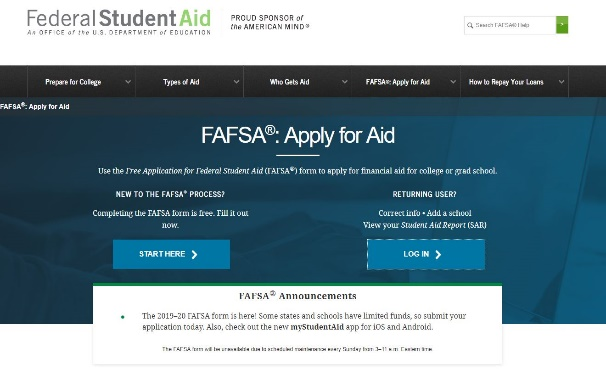 Federal Student Aid
An OFFICE of the U.S. DEPARTMENT of EDUCATION
PROUD SPONSOR of
the AMERICAN MIND®
Search FAFSA® Help
>
Prepare for College
Types of Aid
Who Gets Aid
FAFSA®: Apply for Aid
How to Repay Your Loans
FAFSA®: Apply for Aid
FAFSA®: Apply for Aid
Use the Free Application for Federal Student Aid (FAFSA®) form to apply for financial aid for college or grad school.
NEW TO THE FAFSA® PROCESS?
Completing the FAFSA form is free. Fill it out
now.
START HERE
RETURNING USER?
Correct info • Add a school
View your Student Aid Report (SAR)
LOG IN
FAFSA® Announcements
• The 2019–20 FAFSA form is here! Some states and schools have limited funds, so submit your
application today. Also, check out the new myStudentAid app for iOS and Android.
The FAFSA form will be unavailable due to scheduled maintenance every Sunday from 3–11 a.m. Eastern time.